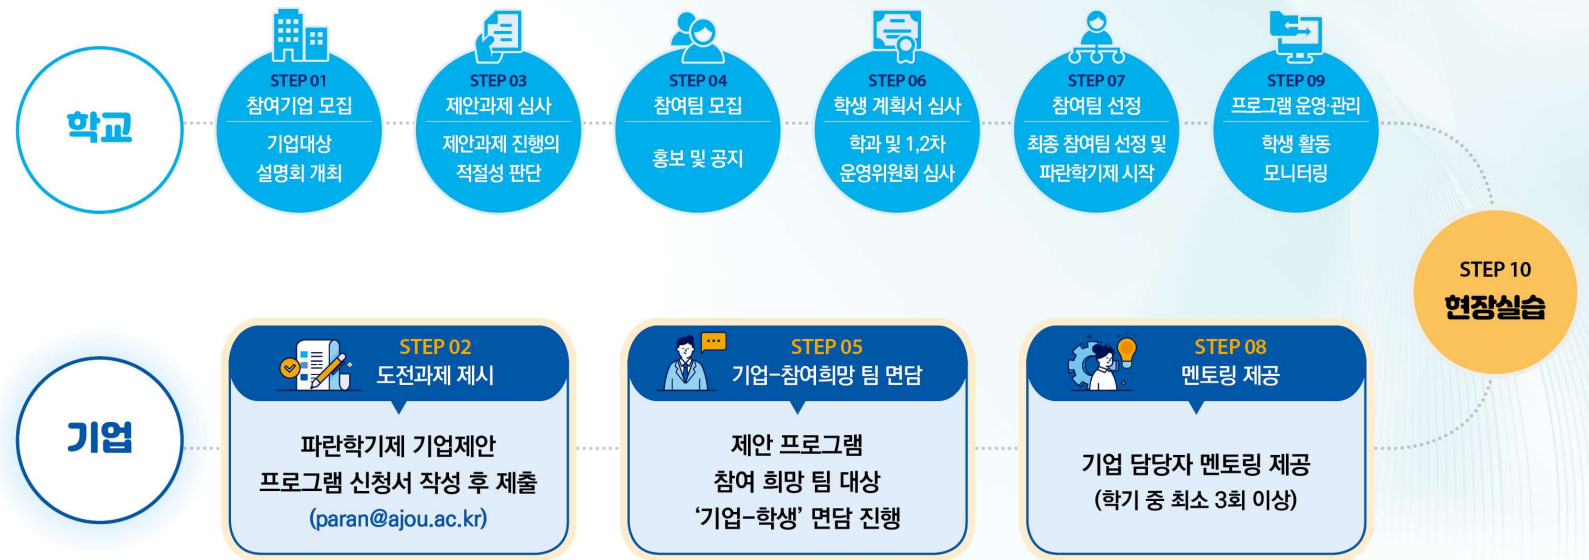 학교
STEP 01
참여기업 모집
기업대상
설명회 개최
STEP 03
제안과제 심사
제안과제 진행의
적절성 판단
STEP 04
참여팀 모집
홍보 및 공지
STEP 06
학생 계획서 심사
학과 및 1,2차
운영위원회 심사
STEP 07
참여팀 선정
최종 참여팀 선정 및
파란학기제 시작
STEP 09
프로그램 운영·관리
학생 활동
모니터링
STEP 10
현장실습
기업
STEP 02
도전과제 제시
파란학기제 기업제안
프로그램 신청서 작성 후 제출
(paran@ajou.ac.kr)
STEP 05
기업-참여희망 팀 면담
제안 프로그램
참여 희망 팀 대상
‘기업-학생’ 면담 진행
STEP 08
멘토링 제공
기업 담당자 멘토링 제공
(학기 중 최소 3회 이상)